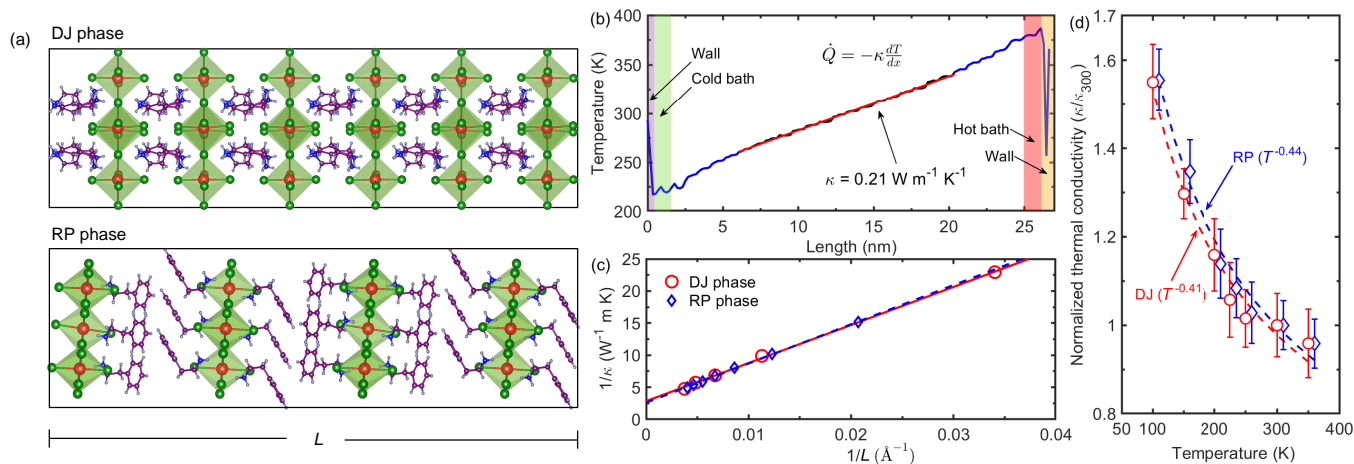 (a)
DJ phase
RP phase
L
(b)
400
350
300
250
200
Temperature (K)
Wall
Cold bath
Q̇ = −κ dT/dx
κ = 0.21 W m⁻¹ K⁻¹
Hot bath
Wall
0 5 10 15 20 25
Length (nm)
(c)
25
20
15
10
5
0
1/κ (W⁻¹ m K)
DJ phase
RP phase
0 0.01 0.02 0.03 0.04
1/L (Å⁻¹)
(d)
1.7
1.6
1.4
1.2
1
0.8
Normalized thermal conductivity (κ/κ₃₀₀)
RP (T⁻⁰·⁴⁴)
DJ (T⁻⁰·⁴¹)
50 100 200 300 400
Temperature (K)